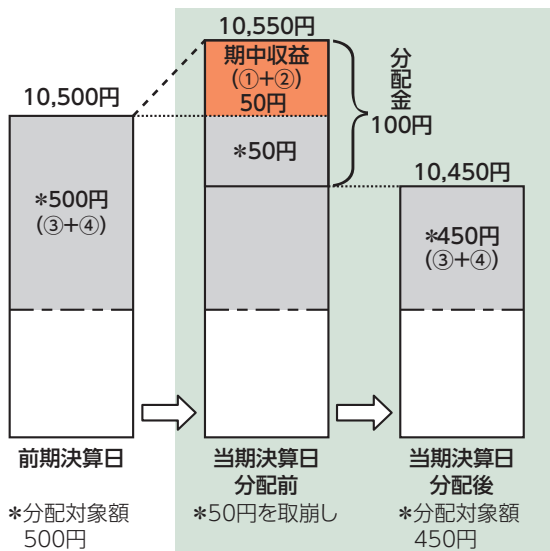 10,500円
*500円
(③+④)
前期決算日
*分配対象額
500円
10,550円
期中収益
(①+②)
50円
*50円
分配金
100円
当期決算日
分配前
*50円を取崩し
10,450円
*450円
(③+④)
当期決算日
分配後
*分配対象額
450円